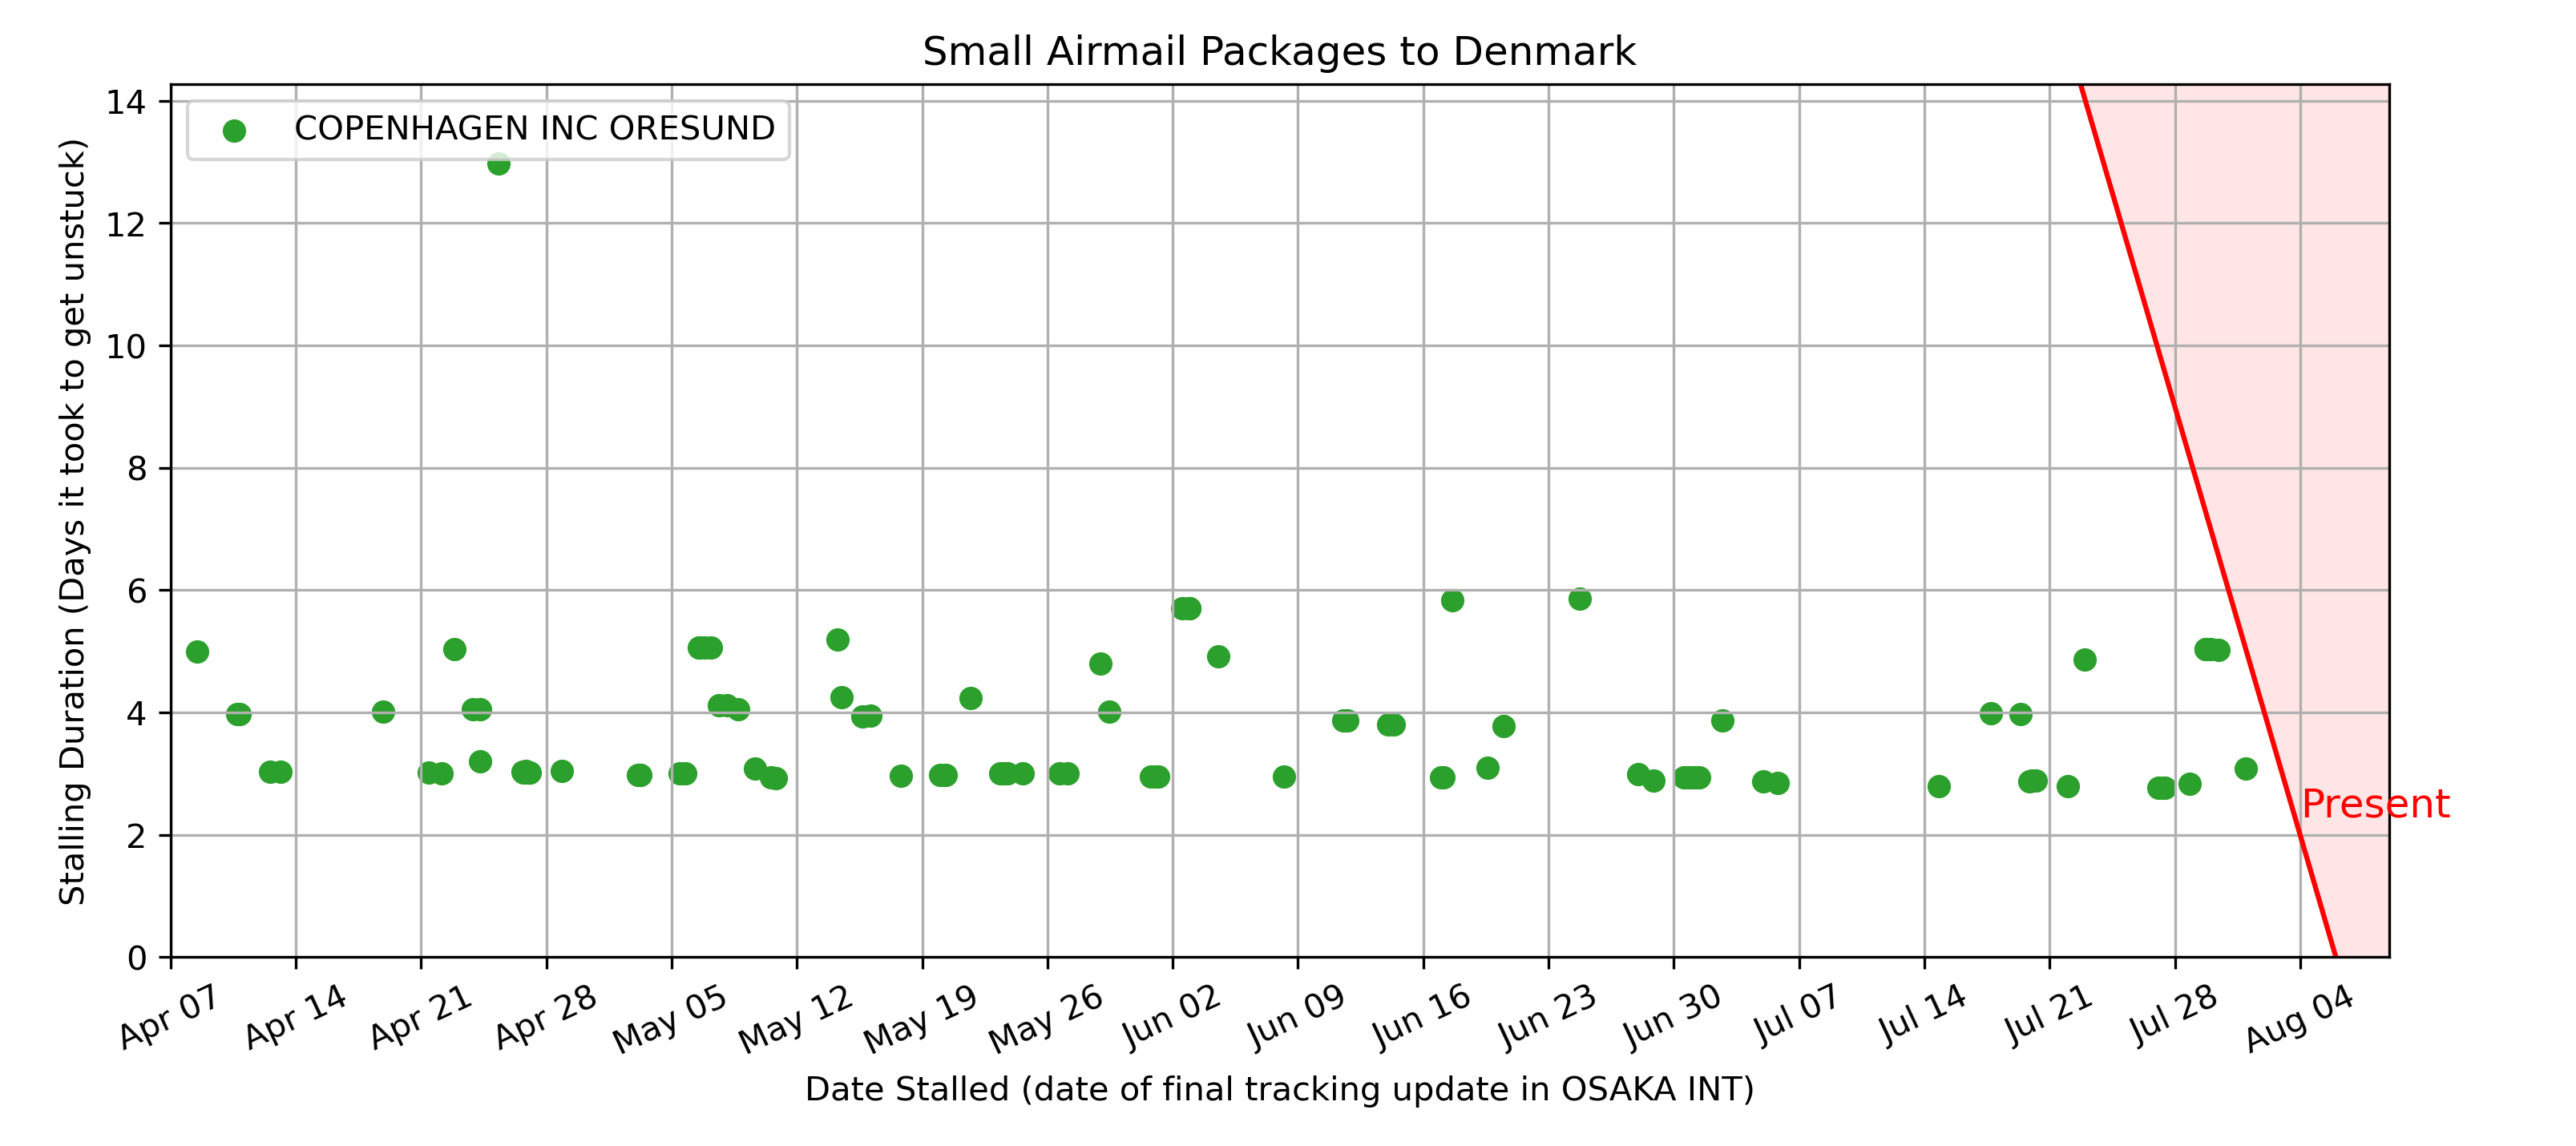 Small Airmail Packages to Denmark
COPENHAGEN INC ORESUND
Stalling Duration (Days it took to get unstuck)
14
12
10
8
6
4
2
0
Present
Apr 07
Apr 14
Apr 21
Apr 28
May 05
May 12
May 19
May 26
Jun 02
Jun 09
Jun 16
Jun 23
Jun 30
Jul 07
Jul 14
Jul 21
Jul 28
Aug 04
Date Stalled (date of final tracking update in OSAKA INT)